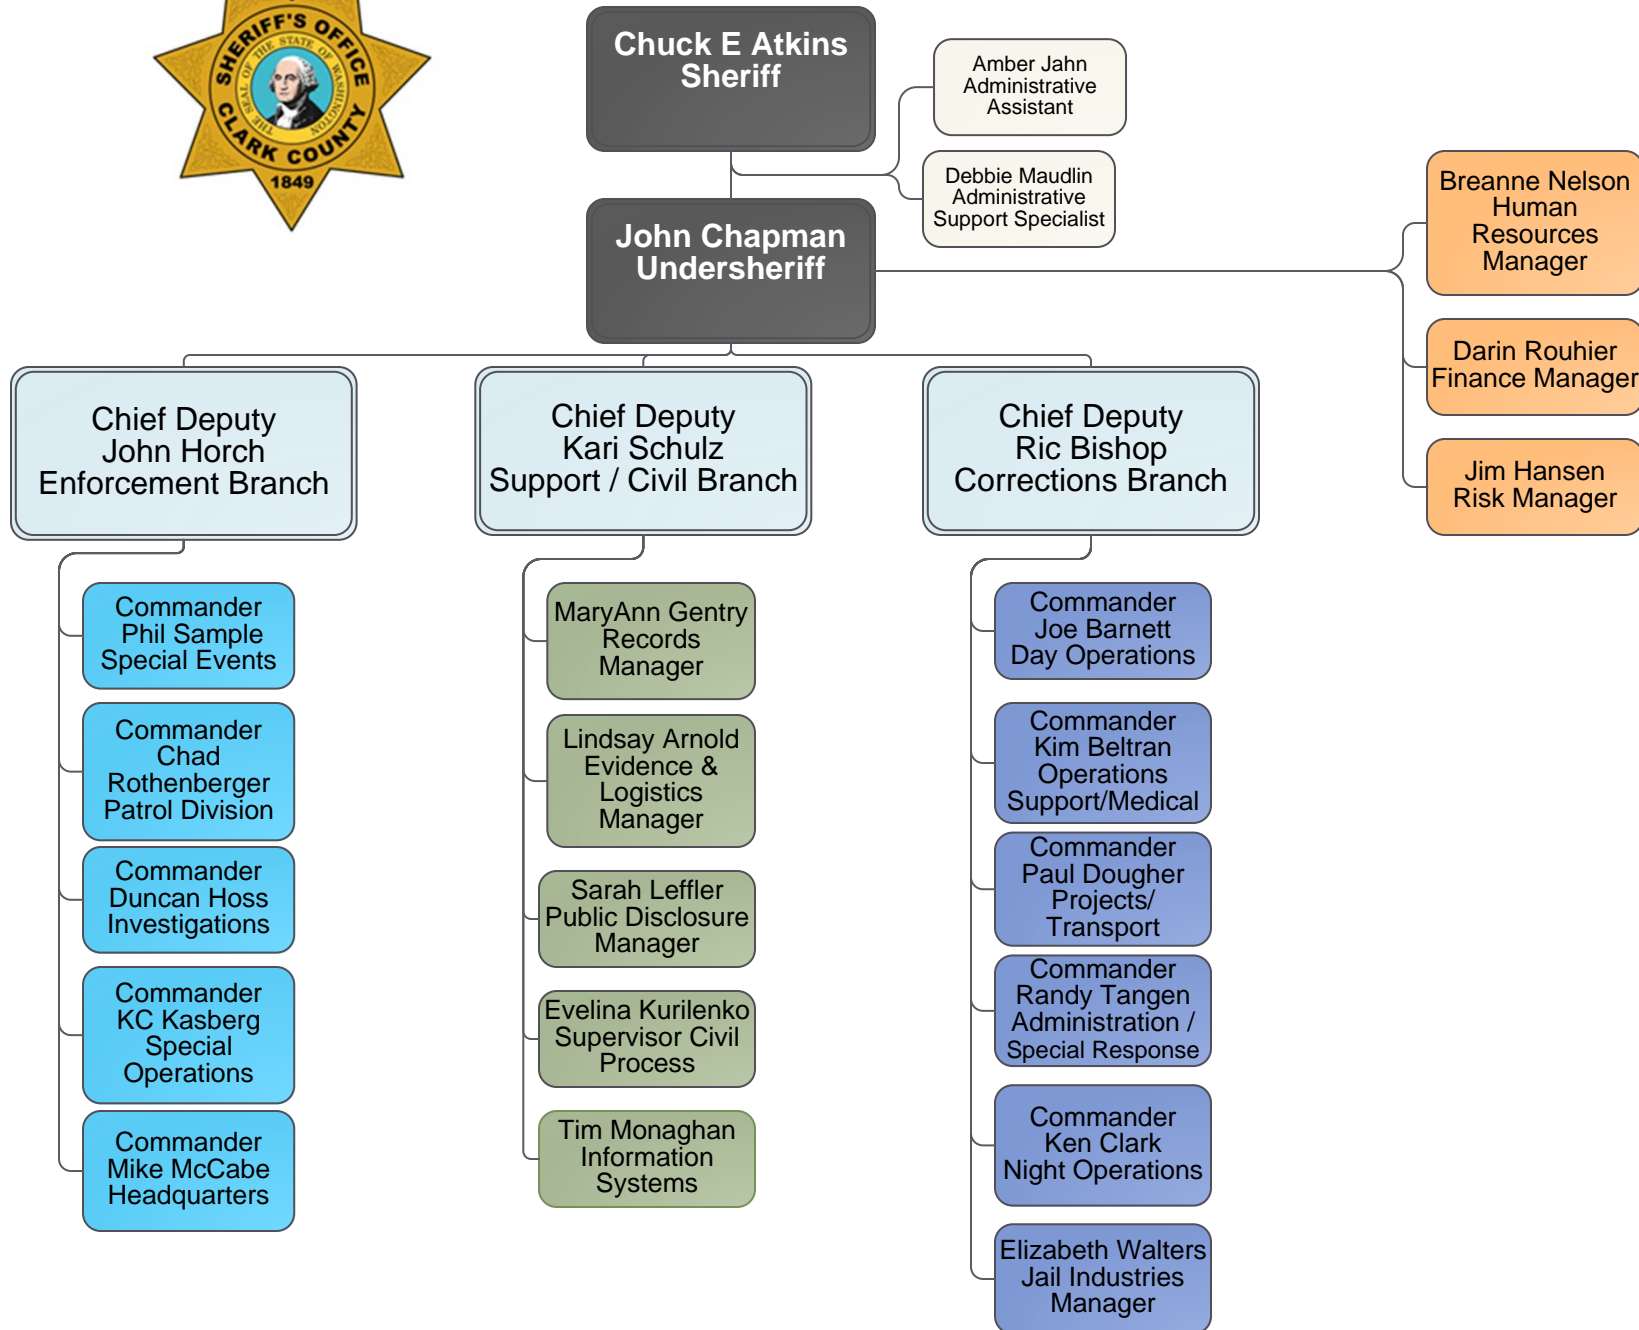 SHERIFF'S OFFICE
THE SEAL OF THE STATE OF WASHINGTON
CLARK COUNTY
1849
Chuck E Atkins
Sheriff
Amber Jahn
Administrative
Assistant
Debbie Maudlin
Administrative
Support Specialist
John Chapman
Undersheriff
Breanne Nelson
Human
Resources
Manager
Darin Rouhier
Finance Manager
Jim Hansen
Risk Manager
Chief Deputy
John Horch
Enforcement Branch
Commander
Phil Sample
Special Events
Commander
Chad
Rothenberger
Patrol Division
Commander
Duncan Hoss
Investigations
Commander
KC Kasberg
Special
Operations
Commander
Mike McCabe
Headquarters
Chief Deputy
Kari Schulz
Support / Civil Branch
MaryAnn Gentry
Records
Manager
Lindsay Arnold
Evidence &
Logistics
Manager
Sarah Leffler
Public Disclosure
Manager
Evelina Kurilenko
Supervisor Civil
Process
Tim Monaghan
Information
Systems
Chief Deputy
Ric Bishop
Corrections Branch
Commander
Joe Barnett
Day Operations
Commander
Kim Beltran
Operations
Support/Medical
Commander
Paul Dougher
Projects/
Transport
Commander
Randy Tangen
Administration /
Special Response
Commander
Ken Clark
Night Operations
Elizabeth Walters
Jail Industries
Manager